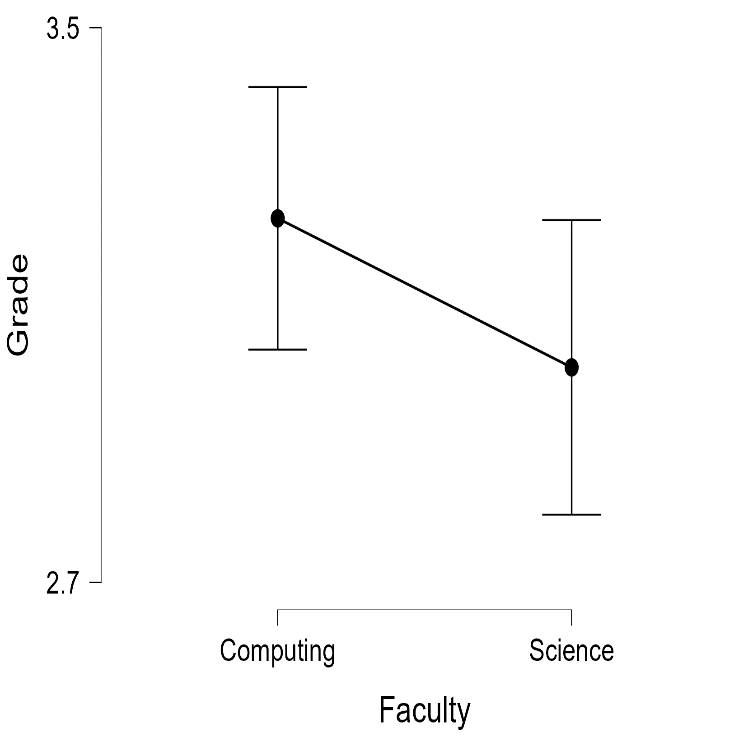 3.5
Grade
2.7
Computing
Science
Faculty